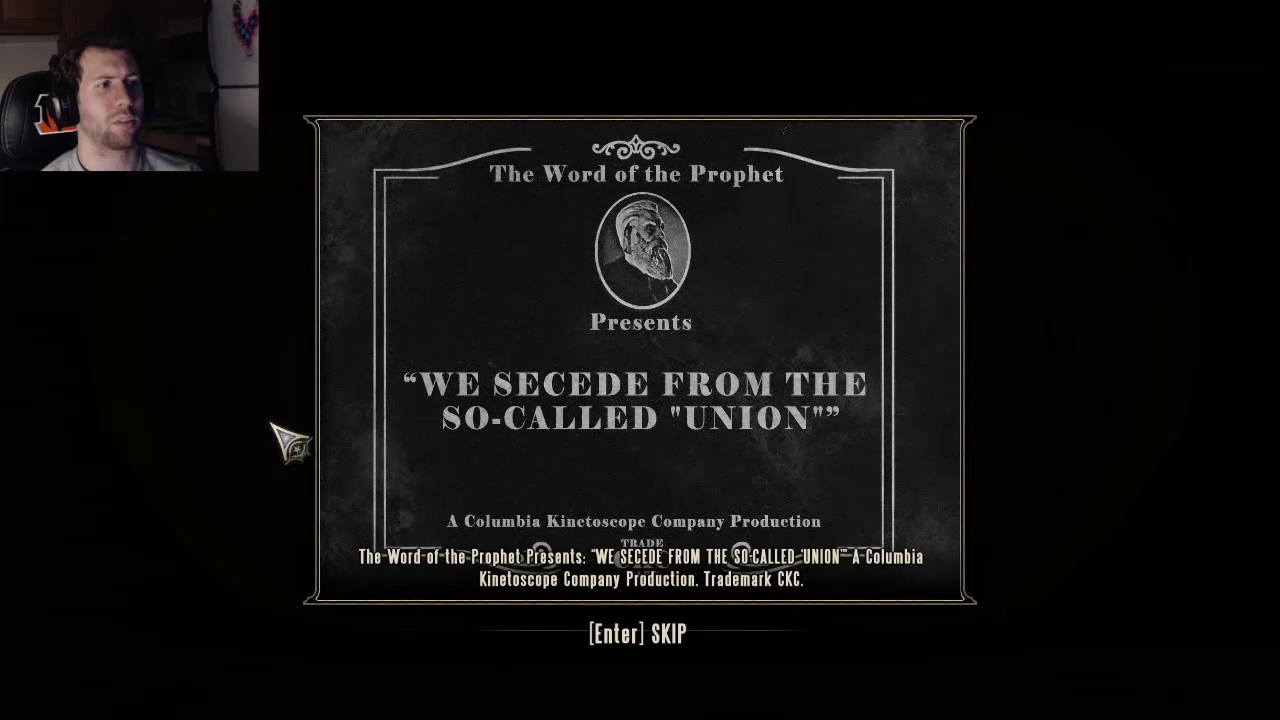 The Word of the Prophet
Presents
“WE SECEDE FROM THE
SO-CALLED "UNION"”
A Columbia Kinetoscope Company Production
TRADE
The Word of the Prophet Presents: "WE SECEDE FROM THE SO-CALLED 'UNION'" A Columbia
Kinetoscope Company Production. Trademark CKC.
[Enter] SKIP